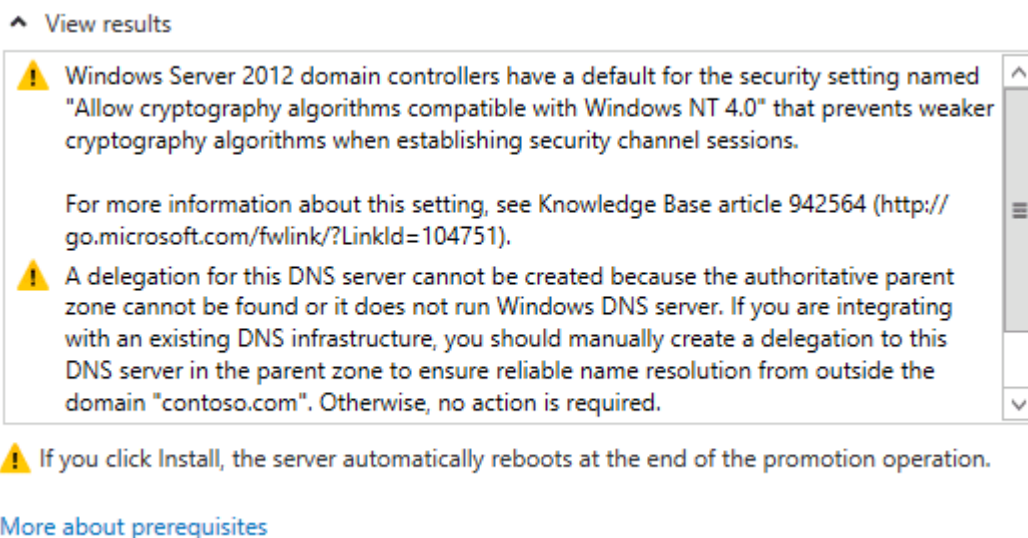 View results
Windows Server 2012 domain controllers have a default for the security setting named
"Allow cryptography algorithms compatible with Windows NT 4.0" that prevents weaker
cryptography algorithms when establishing security channel sessions.
For more information about this setting, see Knowledge Base article 942564 (http://
go.microsoft.com/fwlink/?LinkId=104751).
A delegation for this DNS server cannot be created because the authoritative parent
zone cannot be found or it does not run Windows DNS server. If you are integrating
with an existing DNS infrastructure, you should manually create a delegation to this
DNS server in the parent zone to ensure reliable name resolution from outside the
domain "contoso.com". Otherwise, no action is required.
If you click Install, the server automatically reboots at the end of the promotion operation.
More about prerequisites